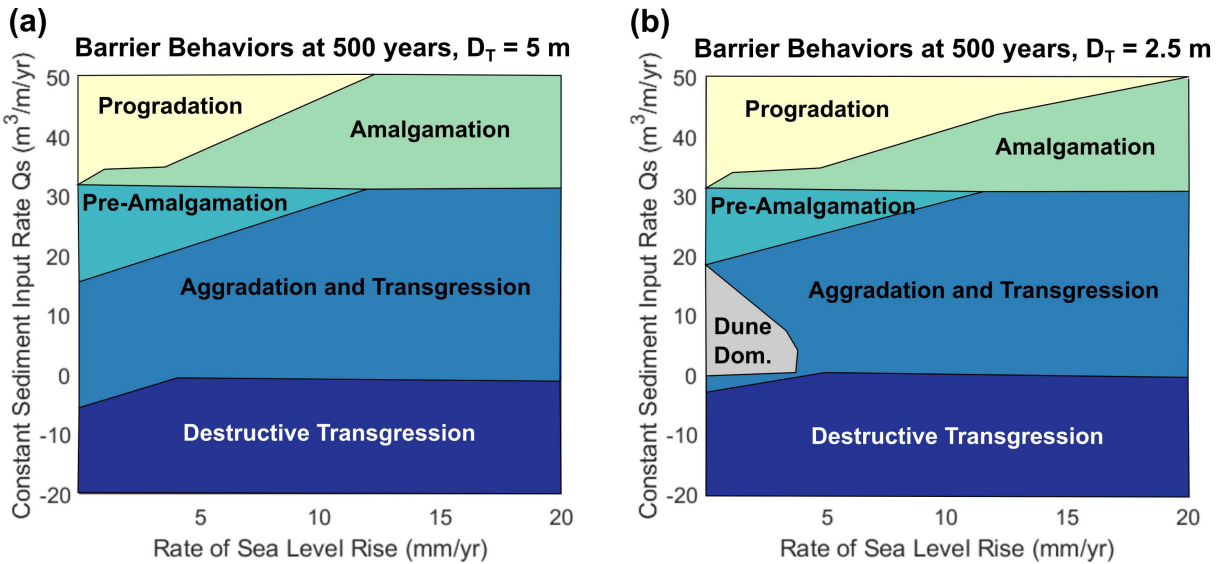 (a)
Barrier Behaviors at 500 years, D_T = 5 m
Constant Sediment Input Rate Qs (m³/m/yr)
50
40
30
20
10
0
-10
-20
Progradation
Amalgamation
Pre-Amalgamation
Aggradation and Transgression
Destructive Transgression
5
10
15
20
Rate of Sea Level Rise (mm/yr)
(b)
Barrier Behaviors at 500 years, D_T = 2.5 m
Constant Sediment Input Rate Qs (m³/m/yr)
50
40
30
20
10
0
-10
-20
Progradation
Amalgamation
Pre-Amalgamation
Aggradation and Transgression
Dune
Dom.
Destructive Transgression
5
10
15
20
Rate of Sea Level Rise (mm/yr)